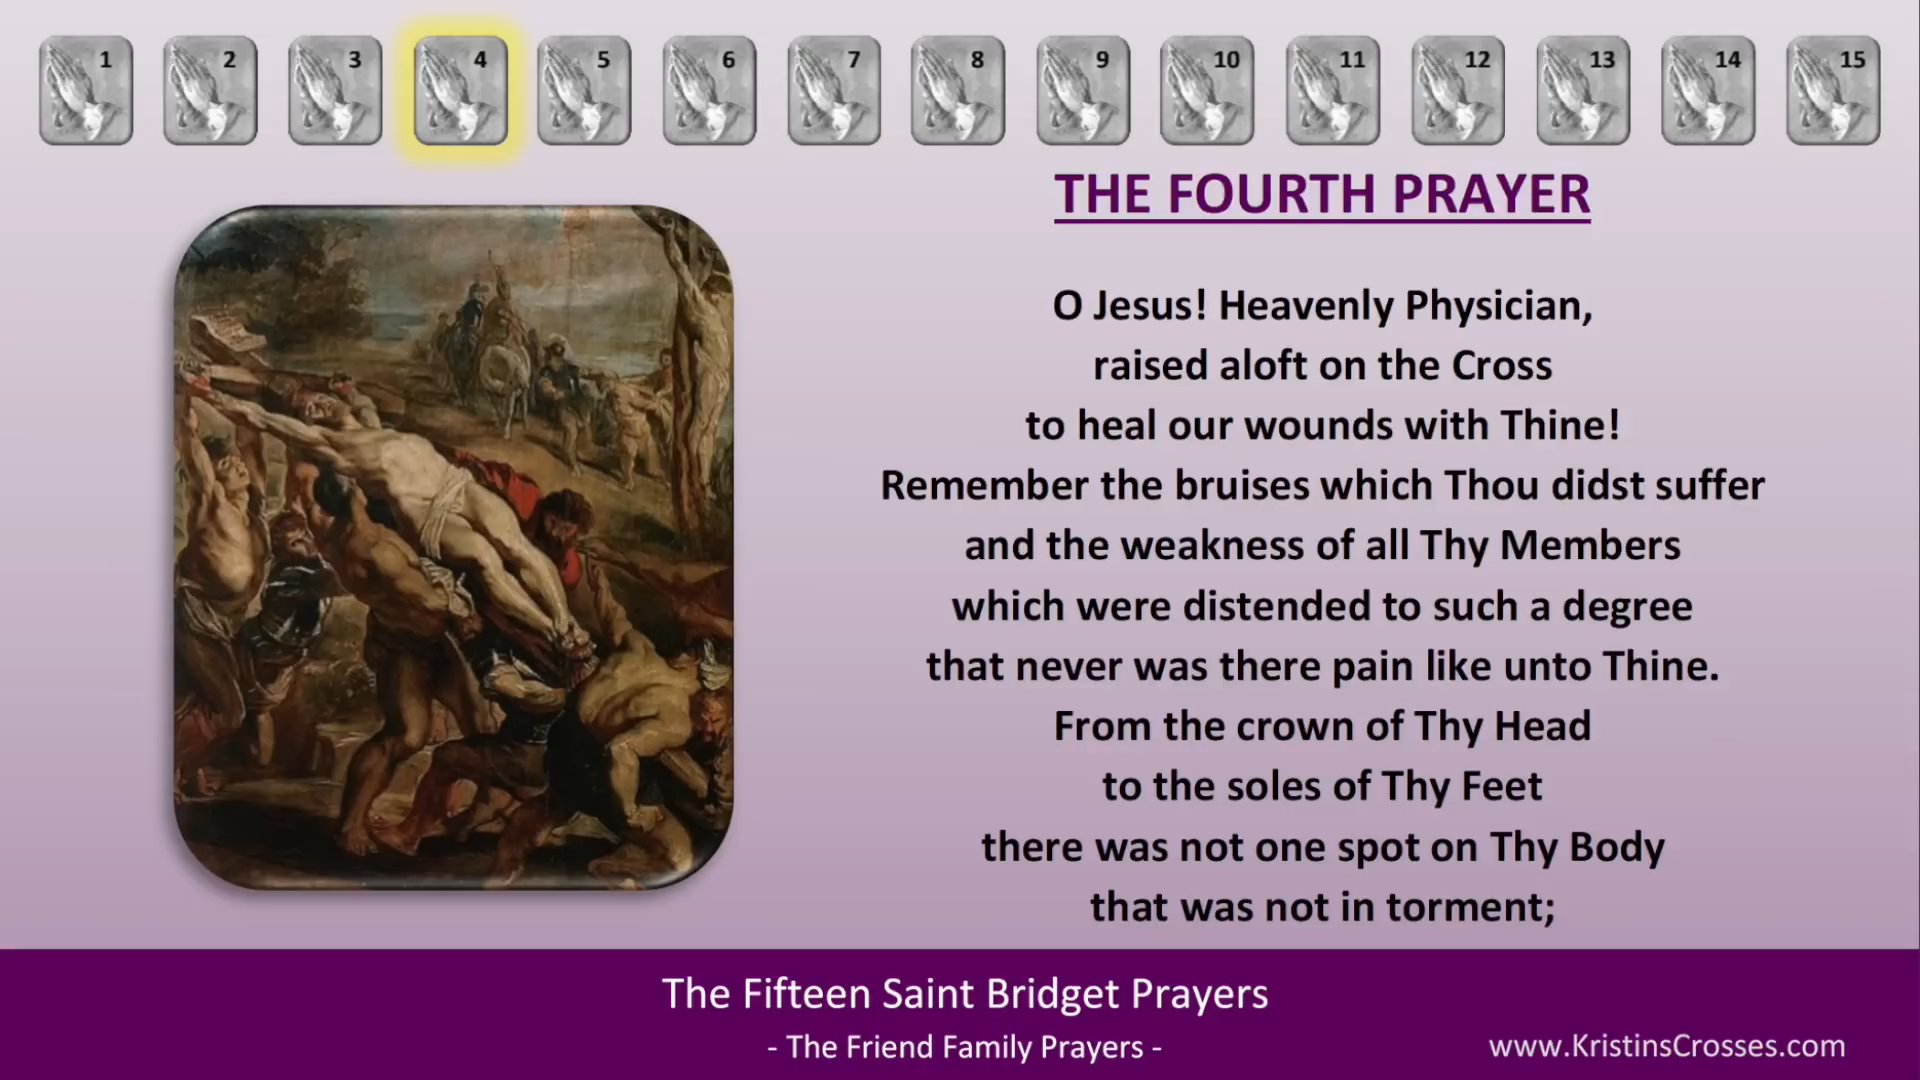 1 2 3 4 5 6 7 8 9 10 11 12 13 14 15
THE FOURTH PRAYER
O Jesus! Heavenly Physician,
raised aloft on the Cross
to heal our wounds with Thine!
Remember the bruises which Thou didst suffer
and the weakness of all Thy Members
which were distended to such a degree
that never was there pain like unto Thine.
From the crown of Thy Head
to the soles of Thy Feet
there was not one spot on Thy Body
that was not in torment;
The Fifteen Saint Bridget Prayers
- The Friend Family Prayers -
www.KristinsCrosses.com